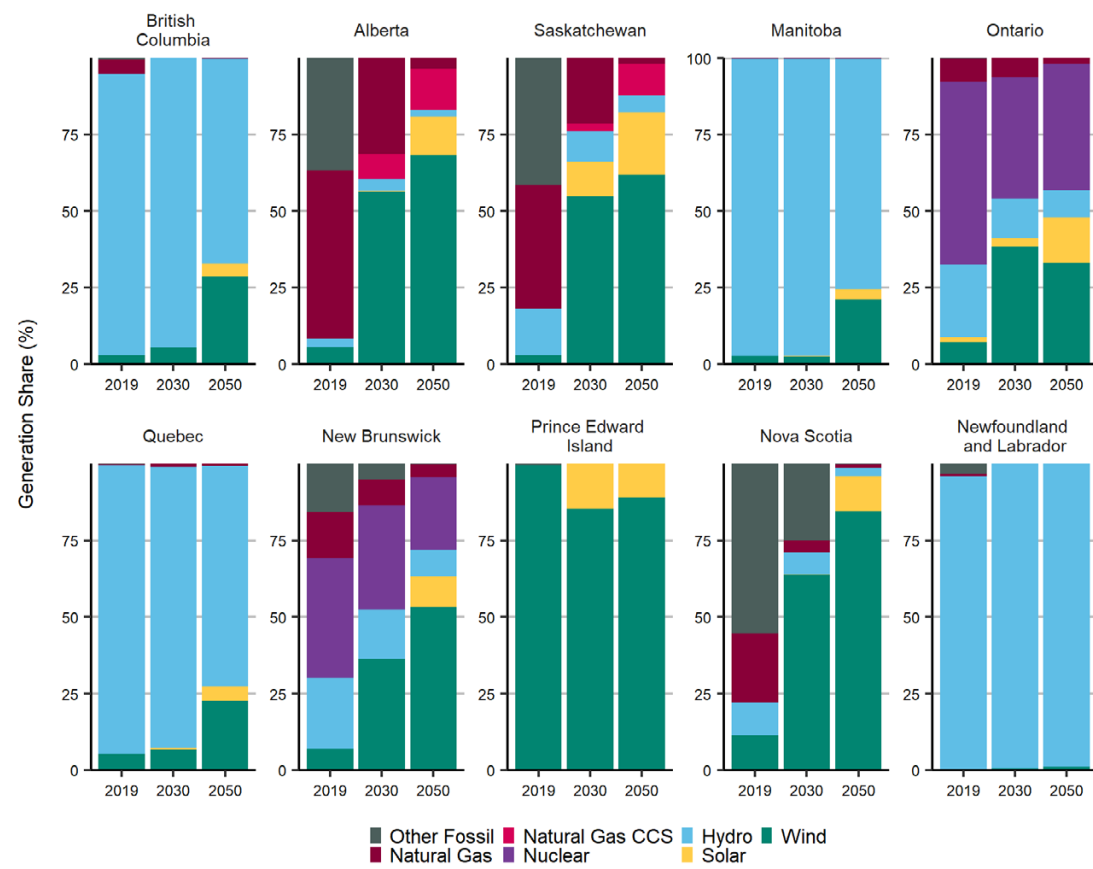 British
Columbia
Alberta
Saskatchewan
Manitoba
Ontario
75
50
25
0
75
50
25
0
75
50
25
0
100
75
50
25
0
75
50
25
0
2019 2030 2050
2019 2030 2050
2019 2030 2050
2019 2030 2050
2019 2030 2050
Generation Share (%)
Quebec
New Brunswick
Prince Edward
Island
Nova Scotia
Newfoundland
and Labrador
75
50
25
0
75
50
25
0
75
50
25
0
75
50
25
0
75
50
25
0
2019 2030 2050
2019 2030 2050
2019 2030 2050
2019 2030 2050
2019 2030 2050
Other Fossil Natural Gas CCS Hydro Wind
Natural Gas Nuclear Solar